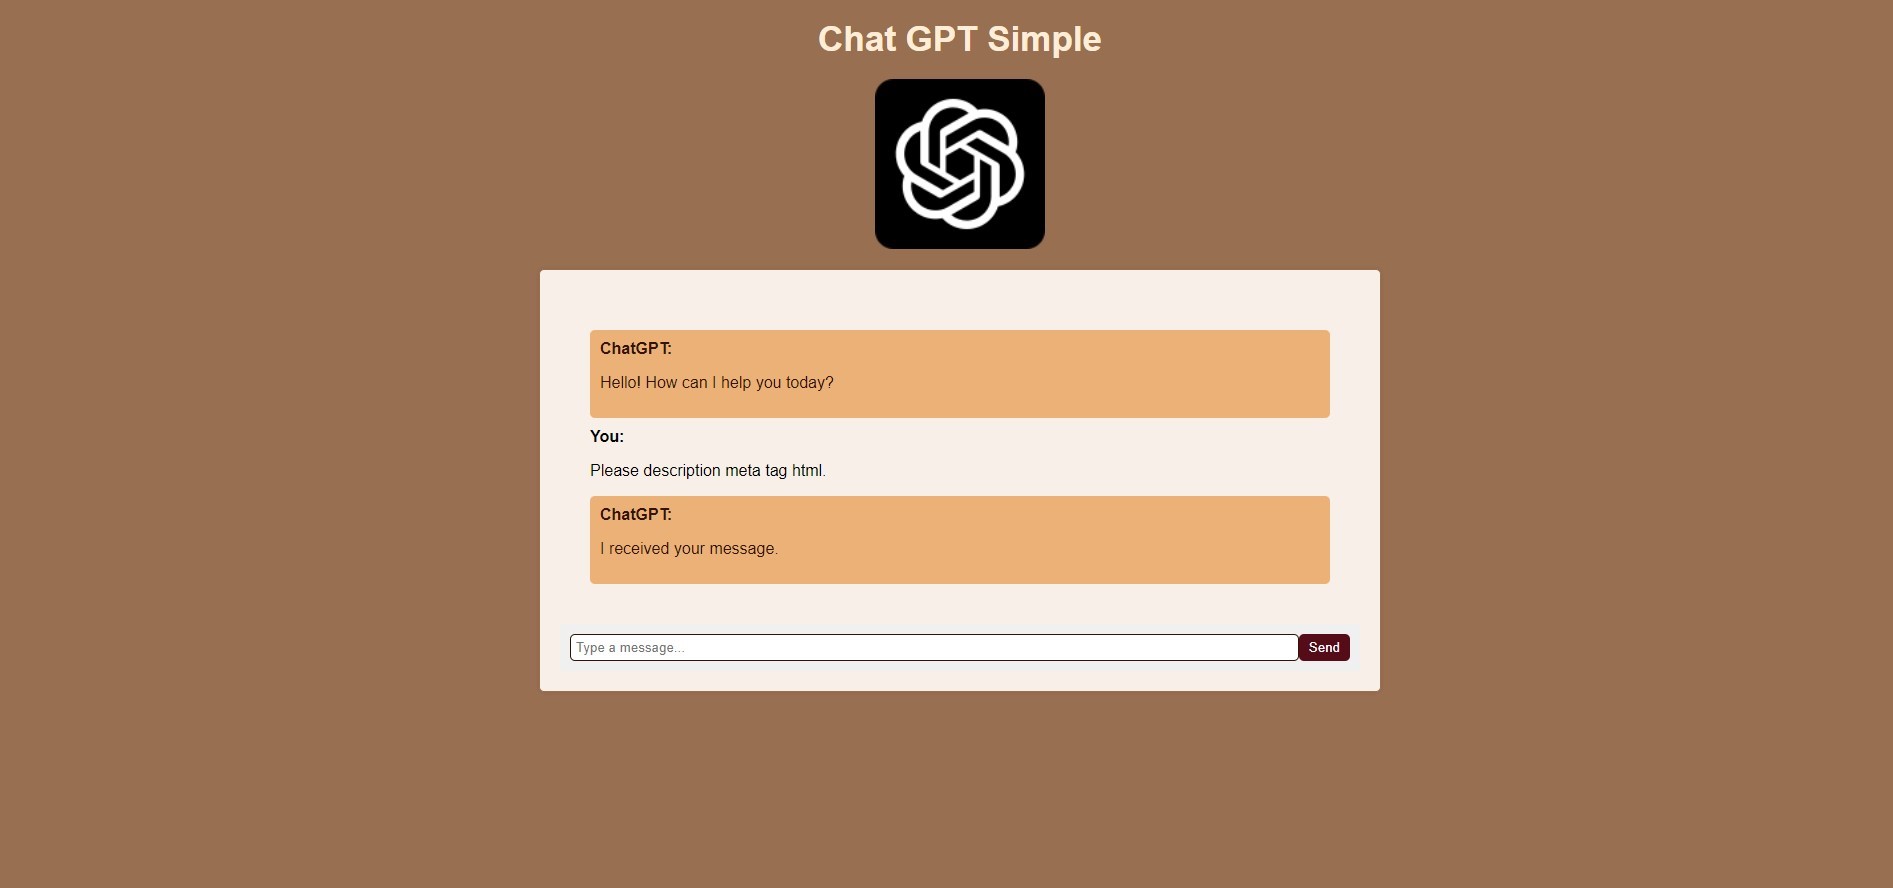 Chat GPT Simple
ChatGPT:
Hello! How can I help you today?
You:
Please description meta tag html.
ChatGPT:
I received your message.
Type a message...
Send